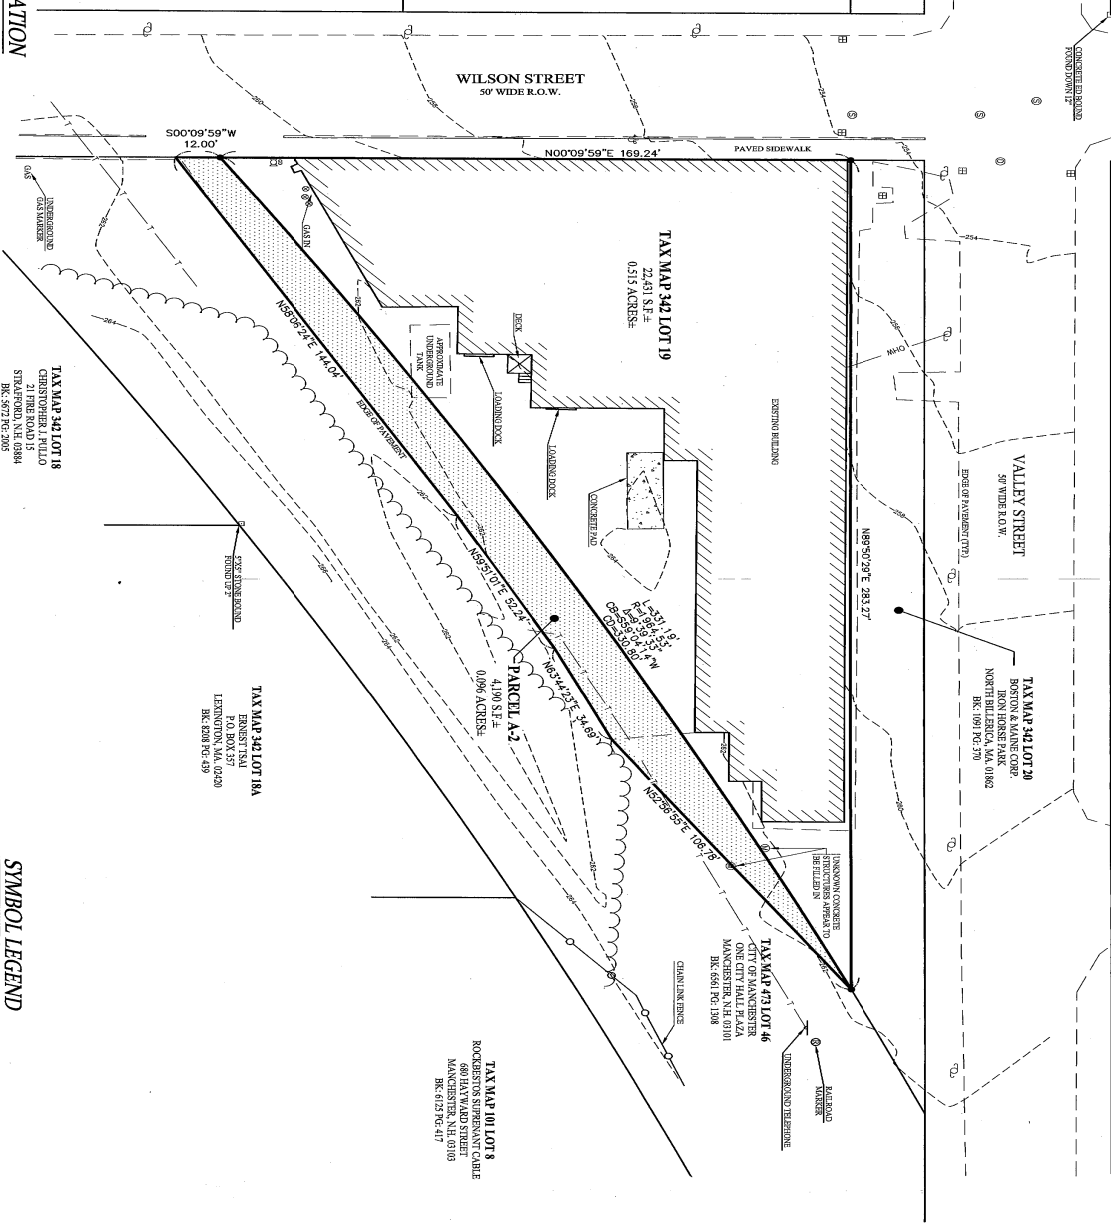 ATION
CONCRETE BOUND
FOUND DOWN 12"
WILSON STREET
50' WIDE R.O.W.
S00°09'59"W
12.00'
N00°09'59"E 169.24'
PAVED SIDEWALK
GAS
UNDERGROUND
GAS MARKER
GAS IN
TAX MAP 342 LOT 19
22,431 S.F.±
0.515 ACRES±
DECK
APPROXIMATE
UNDERGROUND
TANK
LOADING DOCK
LOADING DOCK
CONCRETE PAD
EXISTING BUILDING
OHW
VALLEY STREET
50' WIDE R.O.W.
EDGE OF PAVEMENT (TYP.)
N89°50'29"E 283.27'
N58°06'24"E 144.04'
EDGE OF PAVEMENT
N59°51'01"E 52.24'
L=331.19'
R=1964.53'
Δ=9°39'33"
CB=S59°04'14"W
CD=330.80'
N63°44'23"E 34.69'
N52°56'55"E 106.78'
PARCEL A-2
4,190 S.F.±
0.096 ACRES±
TAX MAP 342 LOT 18
CHRISTOPHER J. PULLO
21 FIRE ROAD 15
STRAFFORD, N.H. 03884
BK: 5672 PG: 2005
5"X5" STONE BOUND
FOUND UP 2"
TAX MAP 342 LOT 18A
ERNEST TSAI
P.O. BOX 357
LEXINGTON, MA. 02420
BK: 8208 PG: 439
TAX MAP 342 LOT 20
BOSTON & MAINE CORP.
IRON HORSE PARK
NORTH BILLERICA, MA. 01862
BK: 1091 PG: 370
UNKNOWN CONCRETE
STRUCTURES APPEAR TO
BE FILLED IN
TAX MAP 473 LOT 46
CITY OF MANCHESTER
ONE CITY HALL PLAZA
MANCHESTER, N.H. 03101
BK: 6561 PG: 1308
CHAIN LINK FENCE
RAILROAD
MARKER
UNDERGROUND TELEPHONE
TAX MAP 101 LOT 8
ROCKBESTOS SUPRENANT CABLE
680 HAYWARD STREET
MANCHESTER, N.H. 03103
BK: 6125 PG: 417
SYMBOL LEGEND